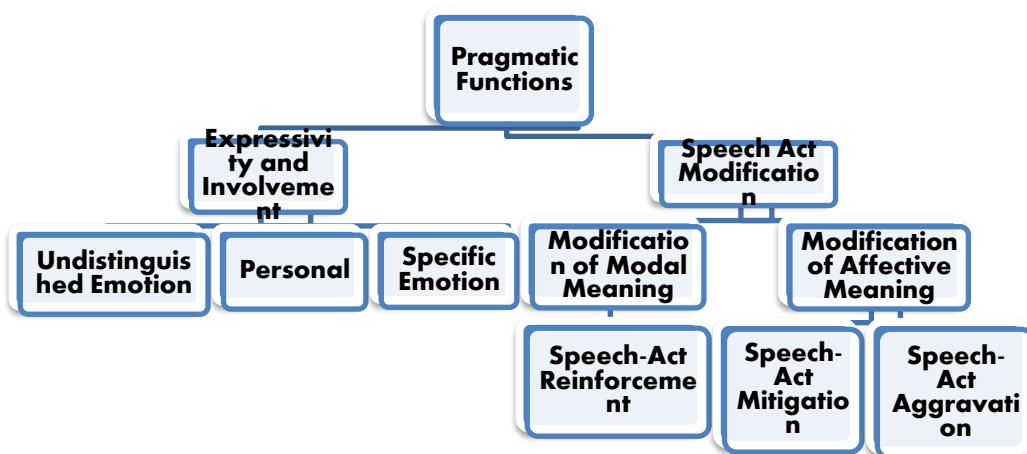 Pragmatic
Functions
Expressivi
ty and
Involveme
nt
Speech Act
Modificatio
n
Undistinguis
hed Emotion
Personal
Specific
Emotion
Modificatio
n of Modal
Meaning
Modification
of Affective
Meaning
Speech-Act
Reinforceme
nt
Speech-
Act
Mitigatio
n
Speech-
Act
Aggravati
on